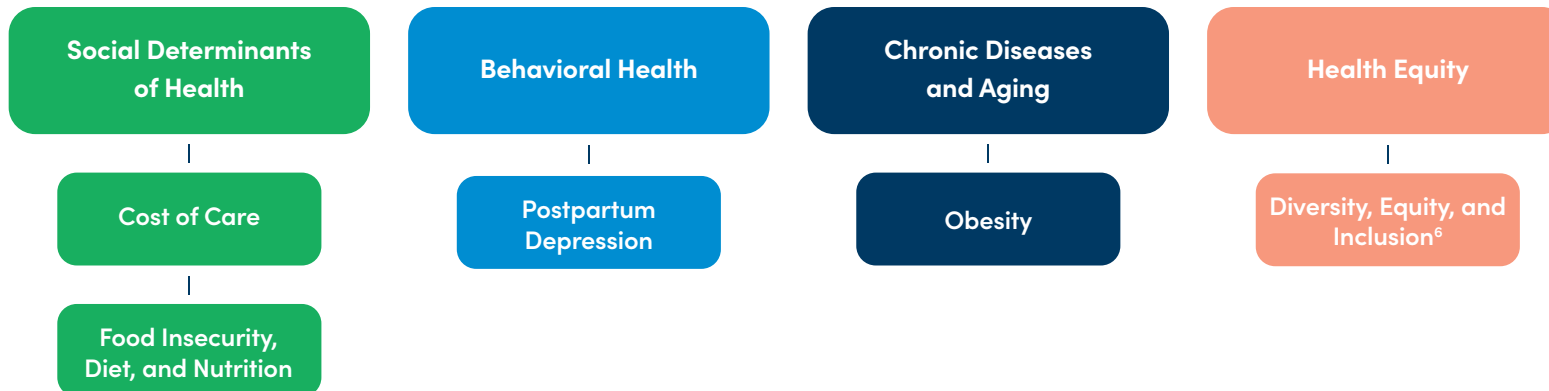 Social Determinants
of Health
Cost of Care
Food Insecurity,
Diet, and Nutrition
Behavioral Health
Postpartum
Depression
Chronic Diseases
and Aging
Obesity
Health Equity
Diversity, Equity, and
Inclusion⁶